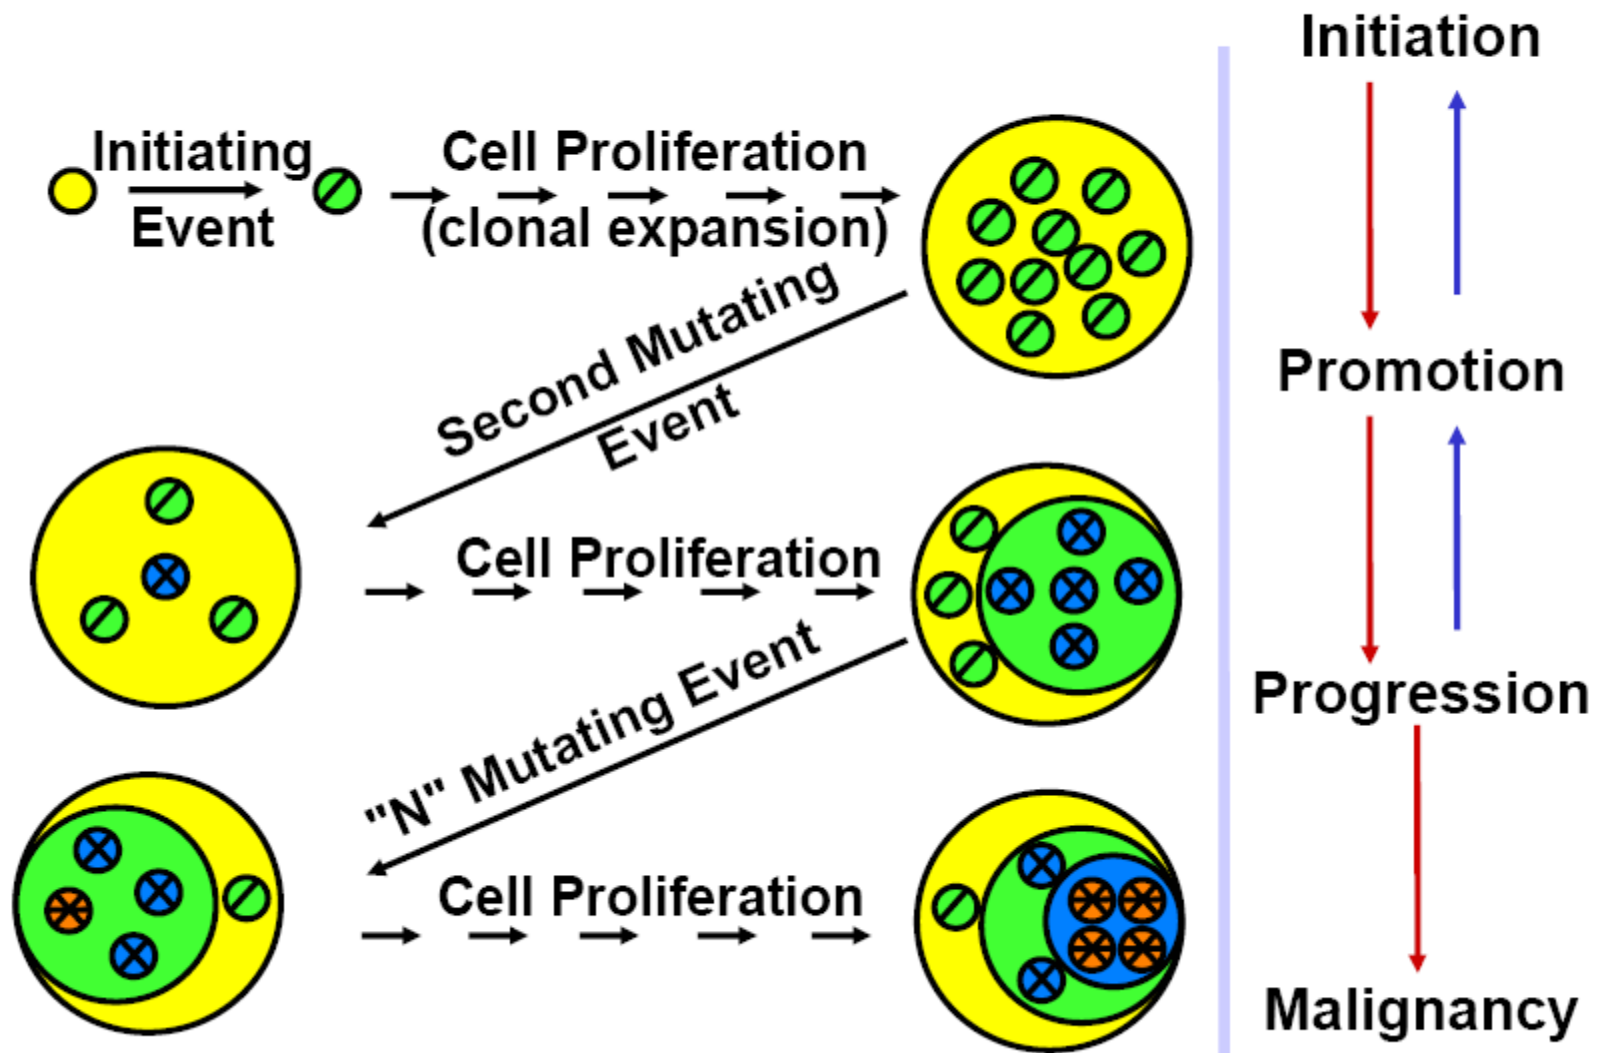 Initiating
Event
Cell Proliferation
(clonal expansion)
Second Mutating
Event
Cell Proliferation
"N" Mutating Event
Cell Proliferation
Initiation
Promotion
Progression
Malignancy